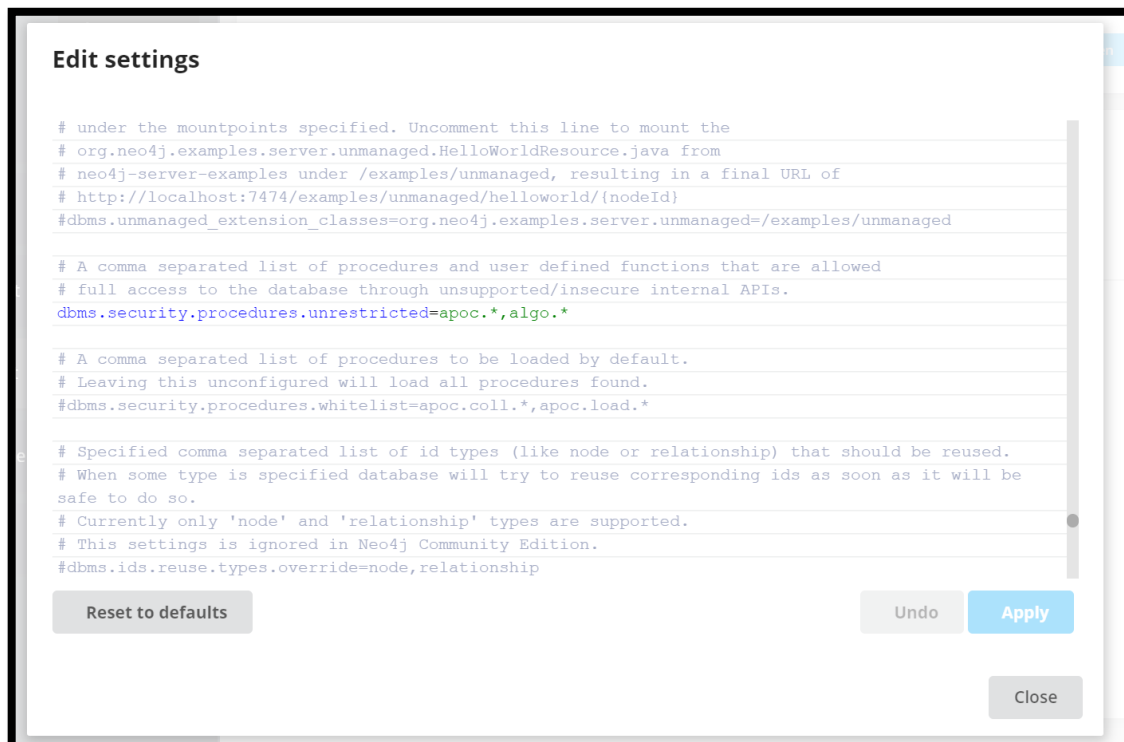 Edit settings
# under the mountpoints specified. Uncomment this line to mount the
# org.neo4j.examples.server.unmanaged.HelloWorldResource.java from
# neo4j-server-examples under /examples/unmanaged, resulting in a final URL of
# http://localhost:7474/examples/unmanaged/helloworld/{nodeId}
#dbms.unmanaged_extension_classes=org.neo4j.examples.server.unmanaged=/examples/unmanaged
# A comma separated list of procedures and user defined functions that are allowed
# full access to the database through unsupported/insecure internal APIs.
dbms.security.procedures.unrestricted=apoc.*,algo.*
# A comma separated list of procedures to be loaded by default.
# Leaving this unconfigured will load all procedures found.
#dbms.security.procedures.whitelist=apoc.coll.*,apoc.load.*
# Specified comma separated list of id types (like node or relationship) that should be reused.
# When some type is specified database will try to reuse corresponding ids as soon as it will be
safe to do so.
# Currently only 'node' and 'relationship' types are supported.
# This settings is ignored in Neo4j Community Edition.
#dbms.ids.reuse.types.override=node,relationship
Reset to defaults
Undo
Apply
Close